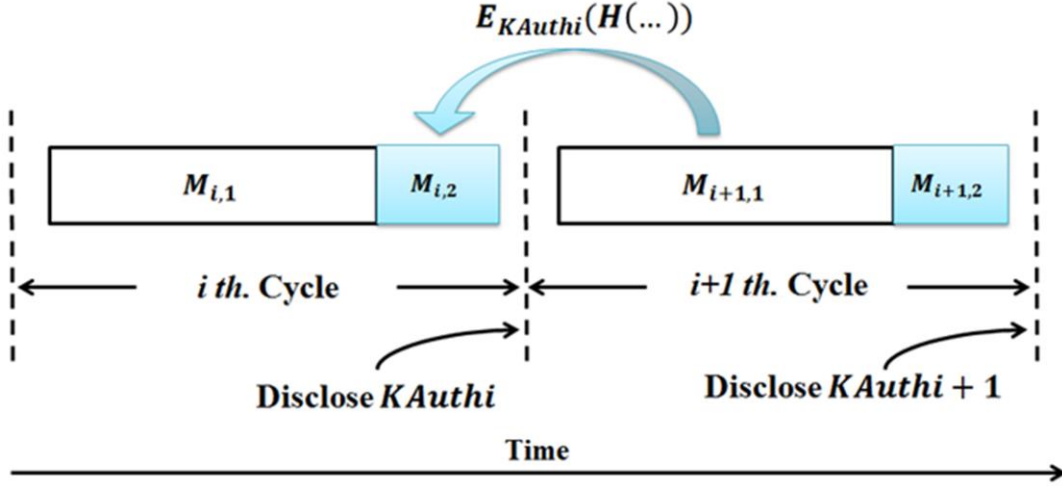 E_{KAuthi}(H(...))
M_{i,1}
M_{i,2}
M_{i+1,1}
M_{i+1,2}
i th. Cycle
i+1 th. Cycle
Disclose KAuthi
Disclose KAuthi + 1
Time